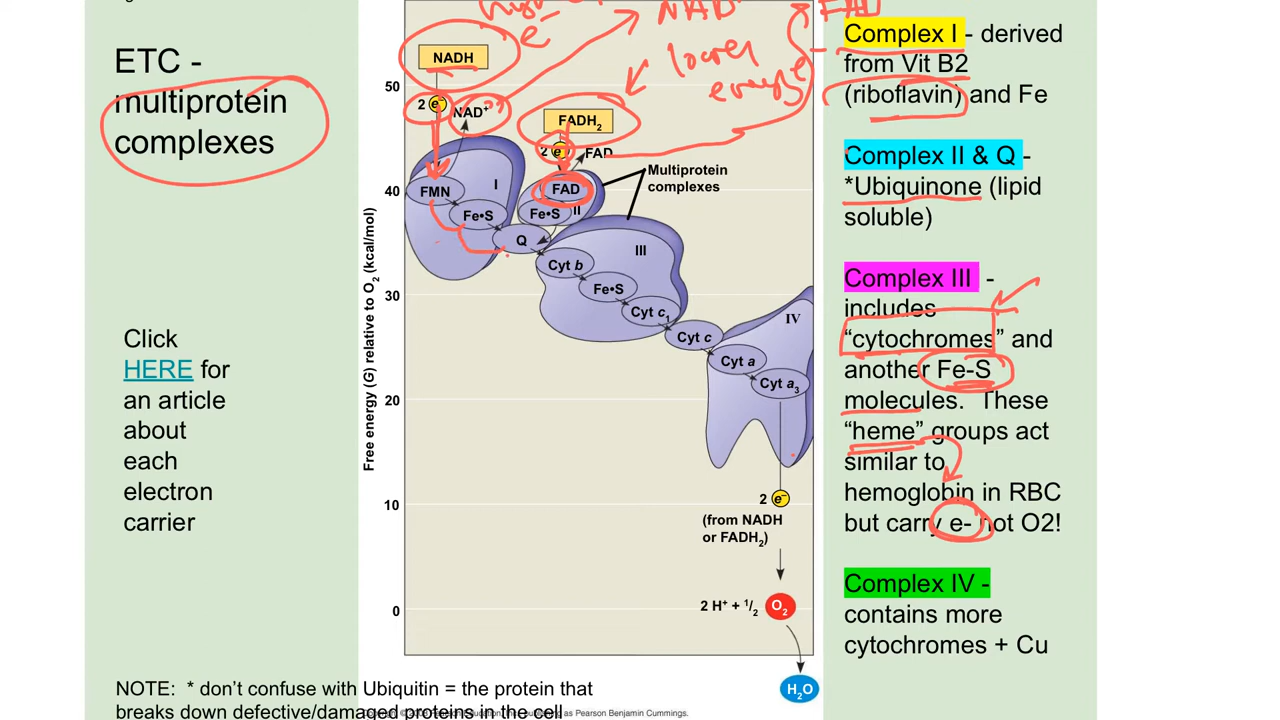 ETC -
multiprotein
complexes
Click
HERE for
an article
about
each
electron
carrier
NAD
FAD
e
lower
energy
NADH
50
2 e-
NAD+
FADH2
2 e-
FAD
Multiprotein
complexes
40
FMN
I
FAD
Fe•S
Fe•S
II
Q
III
Cyt b
30
Fe•S
Cyt c1
IV
Cyt c
Cyt a
Cyt a3
20
10
2 e-
(from NADH
or FADH2)
0
2 H+ + 1/2
O2
H2O
Free energy (G) relative to O2 (kcal/mol)
Complex I - derived
from Vit B2
(riboflavin) and Fe
Complex II & Q -
*Ubiquinone (lipid
soluble)
Complex III -
includes
“cytochromes” and
another Fe-S
molecules. These
“heme” groups act
similar to
hemoglobin in RBC
but carry e- not O2!
Complex IV -
contains more
cytochromes + Cu
NOTE: * don’t confuse with Ubiquitin = the protein that
breaks down defective/damaged proteins in the cell
as Pearson Benjamin Cummings.